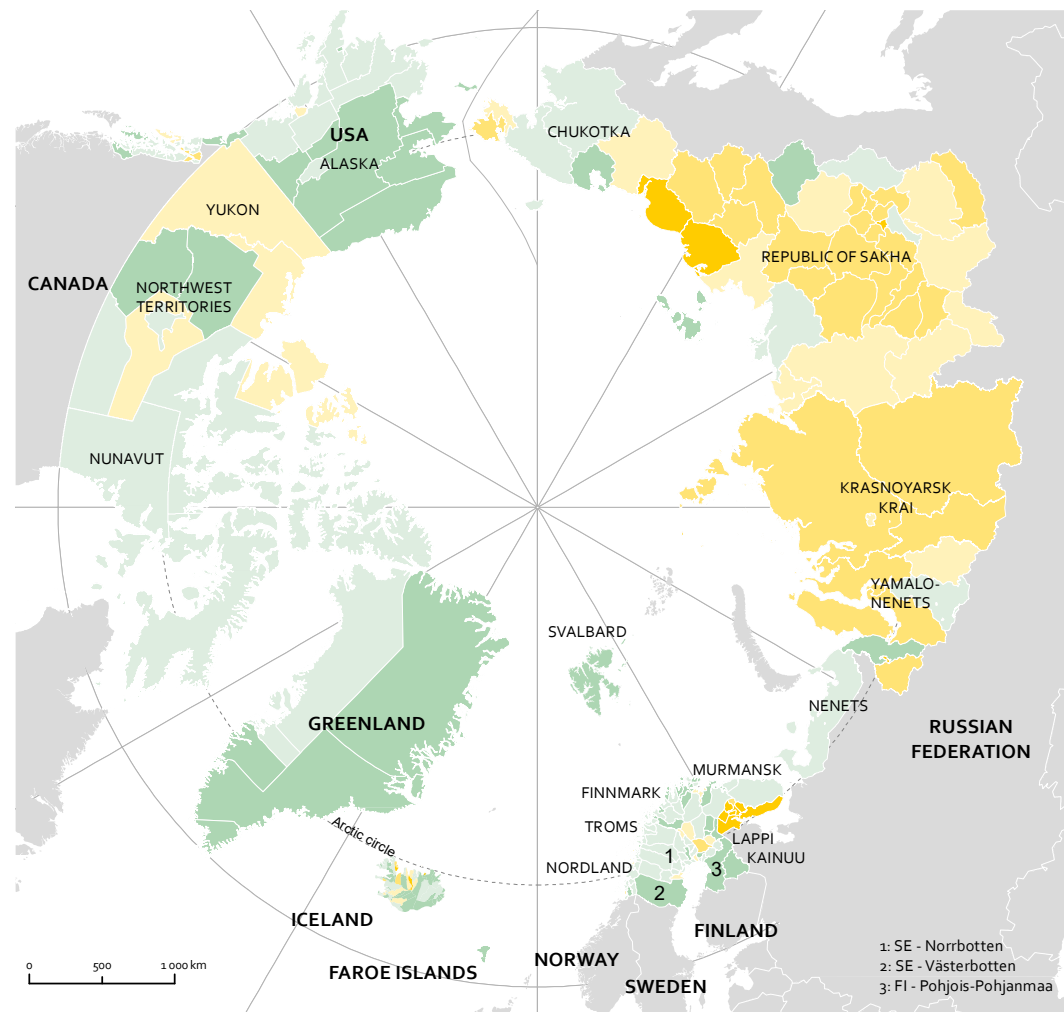 CHUKOTKA
USA
ALASKA
YUKON
REPUBLIC OF SAKHA
CANADA
NORTHWEST
TERRITORIES
NUNAVUT
KRASNOYARSK
KRAI
YAMALO-
NENETS
SVALBARD
NENETS
GREENLAND
RUSSIAN
FEDERATION
MURMANSK
FINNMARK
TROMS
Arctic circle
LAPPI
KAINUU
1
NORDLAND
3
2
ICELAND
FINLAND
NORWAY
FAROE ISLANDS
SWEDEN
0 500 1 000 km
1: SE - Norrbotten
2: SE - Västerbotten
3: FI - Pohjois-Pohjanmaa